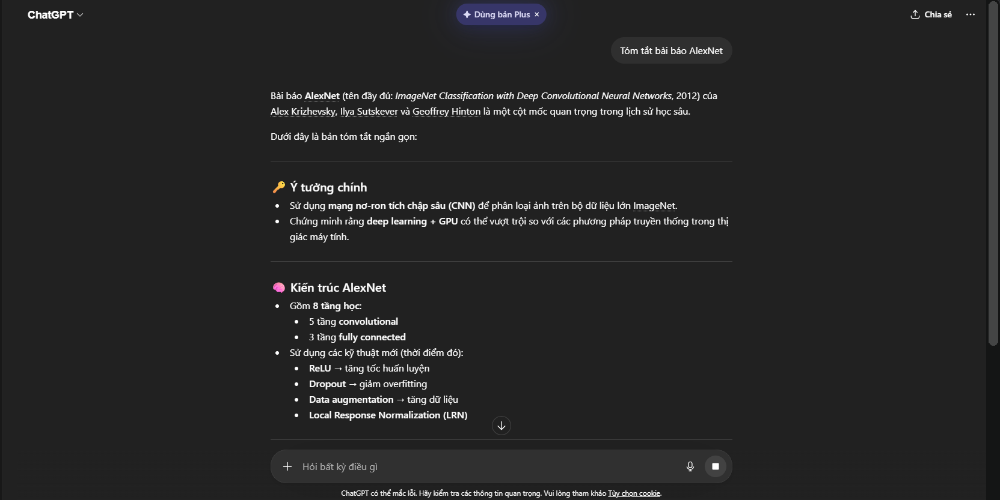 ChatGPT
Dùng bản Plus ×
Chia sẻ
Tóm tắt bài báo AlexNet
Bài báo AlexNet (tên đầy đủ: ImageNet Classification with Deep Convolutional Neural Networks, 2012) của
Alex Krizhevsky, Ilya Sutskever và Geoffrey Hinton là một cột mốc quan trọng trong lịch sử học sâu.
Dưới đây là bản tóm tắt ngắn gọn:
🔑 Ý tưởng chính
• Sử dụng mạng nơ-ron tích chập sâu (CNN) để phân loại ảnh trên bộ dữ liệu lớn ImageNet.
• Chứng minh rằng deep learning + GPU có thể vượt trội so với các phương pháp truyền thống trong thị
giác máy tính.
🧠 Kiến trúc AlexNet
• Gồm 8 tầng học:
• 5 tầng convolutional
• 3 tầng fully connected
• Sử dụng các kỹ thuật mới (thời điểm đó):
• ReLU → tăng tốc huấn luyện
• Dropout → giảm overfitting
• Data augmentation → tăng dữ liệu
• Local Response Normalization (LRN)
Hỏi bất kỳ điều gì
ChatGPT có thể mắc lỗi. Hãy kiểm tra các thông tin quan trọng. Vui lòng tham khảo Tùy chọn cookie.